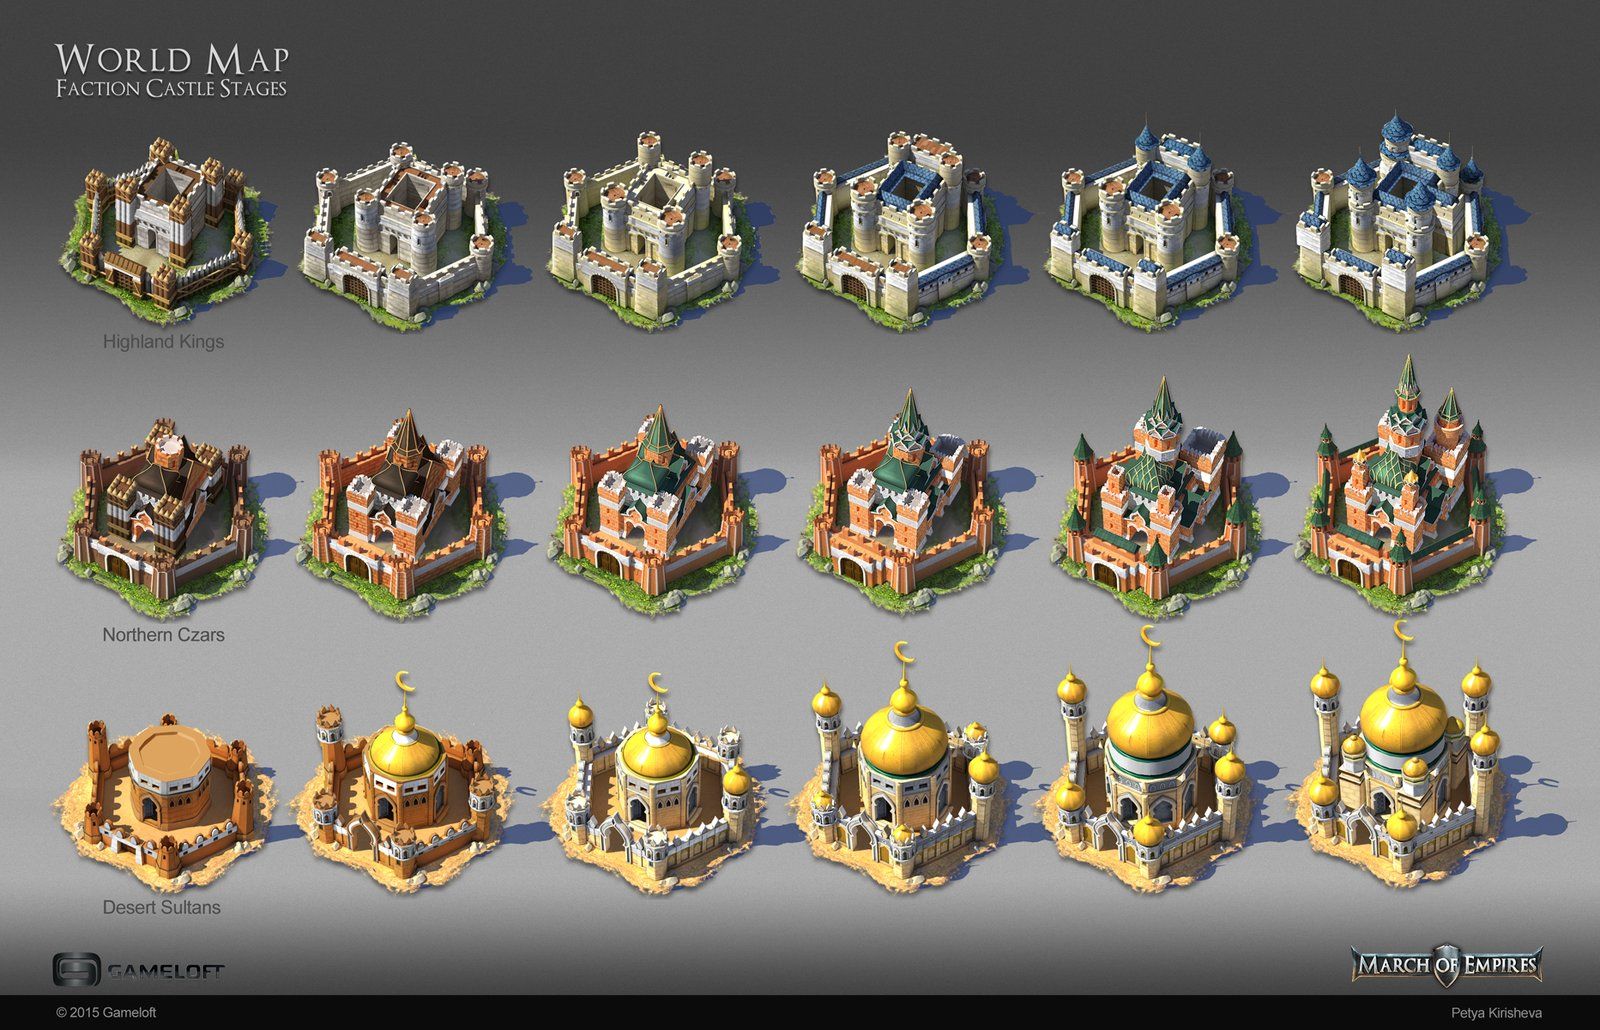 World Map
Faction Castle Stages
Highland Kings
Northern Czars
Desert Sultans
GAMELOFT
March of Empires
© 2015 Gameloft
Petya Kirisheva